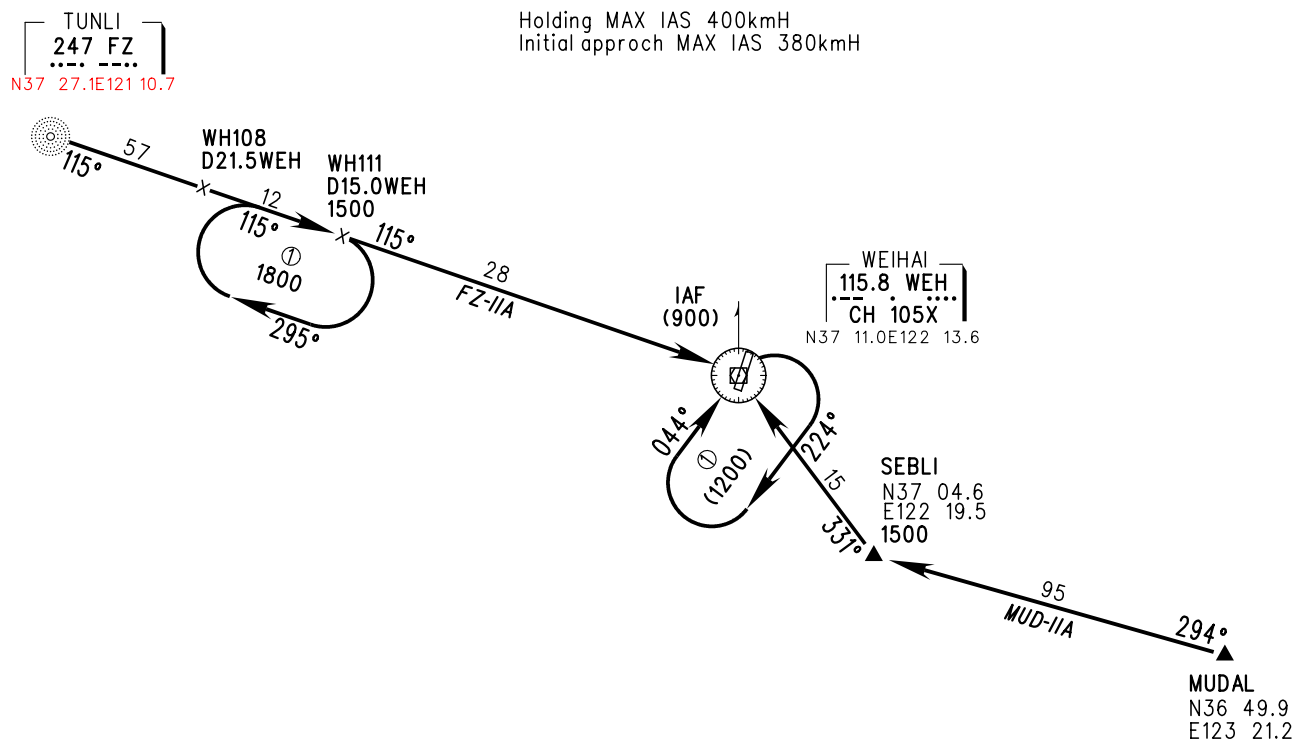 TUNLI
247 FZ
N37 27.1E121 10.7
Holding MAX IAS 400kmH
Initial approch MAX IAS 380kmH
115°
57
WH108
D21.5WEH
12
115°
WH111
D15.0WEH
1500
115°
①
1800
295°
28
FZ-IIA
IAF
(900)
WEIHAI
115.8 WEH
CH 105X
N37 11.0E122 13.6
044°
①
(1200)
224°
15
331°
SEBLI
N37 04.6
E122 19.5
1500
95
MUD-IIA
294°
MUDAL
N36 49.9
E123 21.2